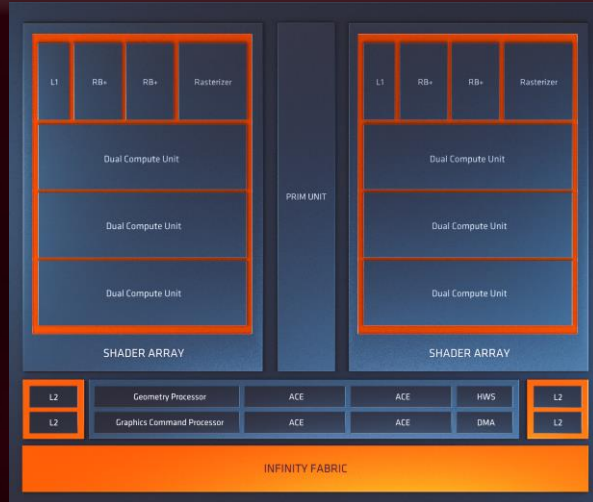 L1 RB+ RB+ Rasterizer
Dual Compute Unit
Dual Compute Unit
Dual Compute Unit
SHADER ARRAY
PRIM UNIT
L1 RB+ RB+ Rasterizer
Dual Compute Unit
Dual Compute Unit
Dual Compute Unit
SHADER ARRAY
L2 Geometry Processor ACE ACE HWS L2
L2 Graphics Command Processor ACE ACE DMA L2
INFINITY FABRIC